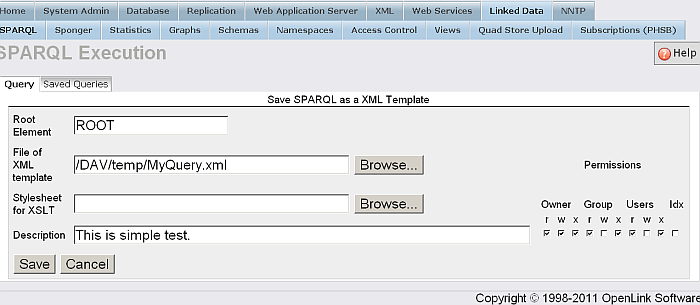 Home System Admin Database Replication Web Application Server XML Web Services Linked Data NNTP
SPARQL Sponger Statistics Graphs Schemas Namespaces Access Control Views Quad Store Upload Subscriptions (PHSB)
SPARQL Execution
Help
Query Saved Queries
Save SPARQL as a XML Template
Root Element ROOT
File of XML template /DAV/temp/MyQuery.xml Browse... Permissions
Stylesheet for XSLT Browse...
Owner Group Users Idx
r w x r w x r w x
Description This is simple test.
Save Cancel
Copyright © 1998-2011 OpenLink Software